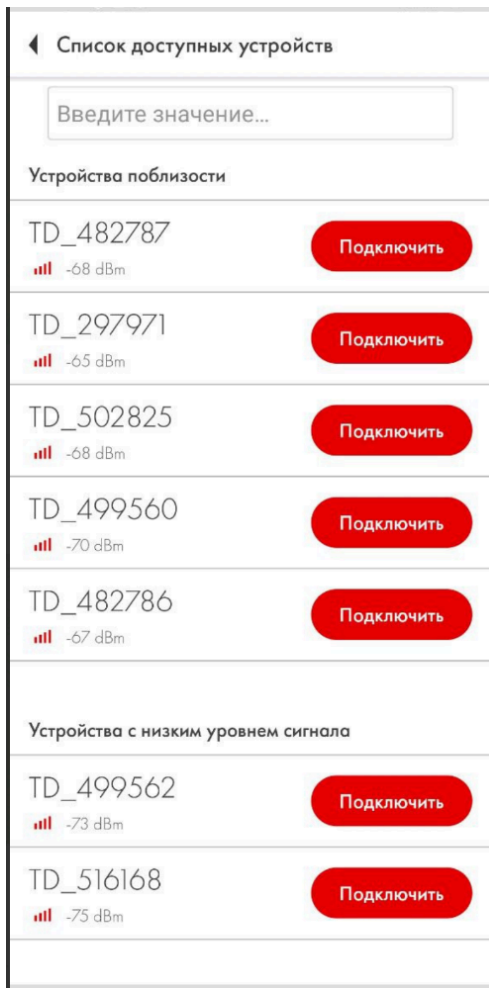 Список доступных устройств
Введите значение...
Устройства поблизости
TD_482787
Подключить
-68 dBm
TD_297971
Подключить
-65 dBm
TD_502825
Подключить
-68 dBm
TD_499560
Подключить
-70 dBm
TD_482786
Подключить
-67 dBm
Устройства с низким уровнем сигнала
TD_499562
Подключить
-73 dBm
TD_516168
Подключить
-75 dBm